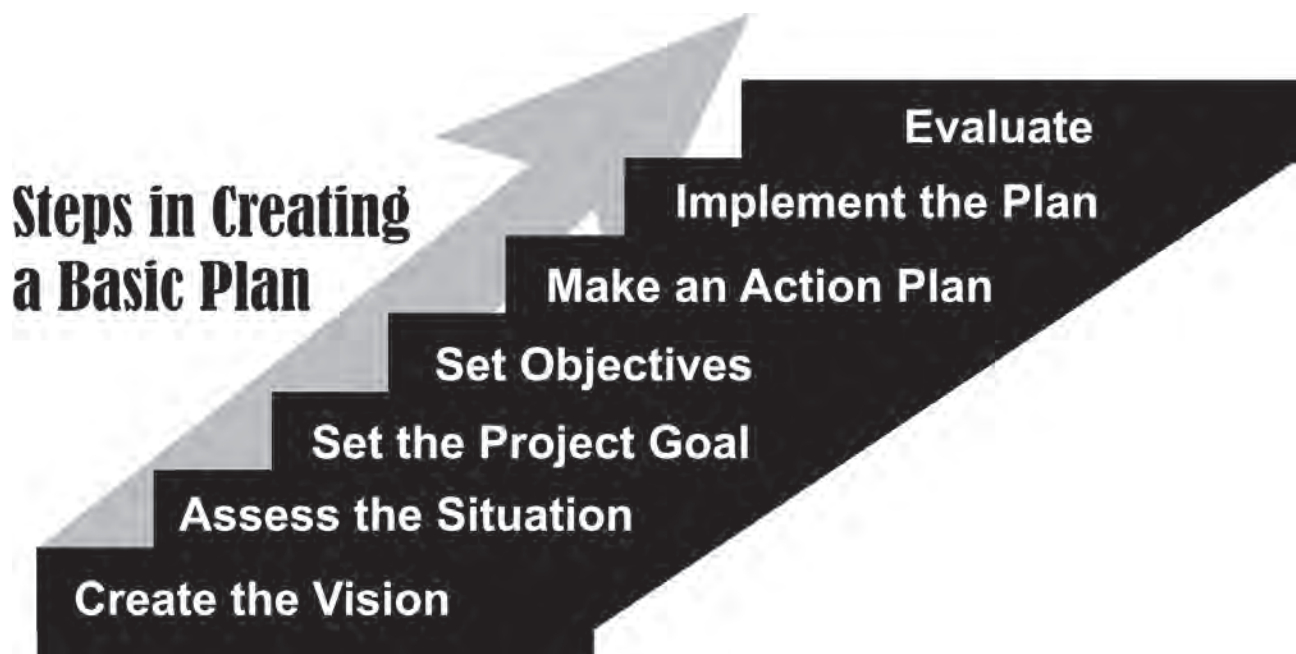 Steps in Creating
a Basic Plan
Evaluate
Implement the Plan
Make an Action Plan
Set Objectives
Set the Project Goal
Assess the Situation
Create the Vision